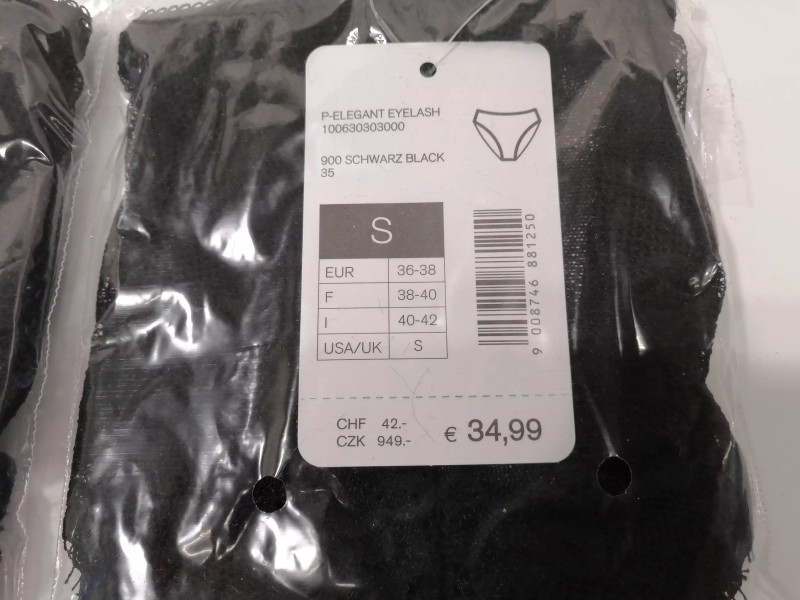 P-ELEGANT EYELASH
100630303000
900 SCHWARZ BLACK
35
S
EUR 36-38
F 38-40
I 40-42
USA/UK S
9 008746 881250
CHF 42.-
CZK 949.-
€ 34,99